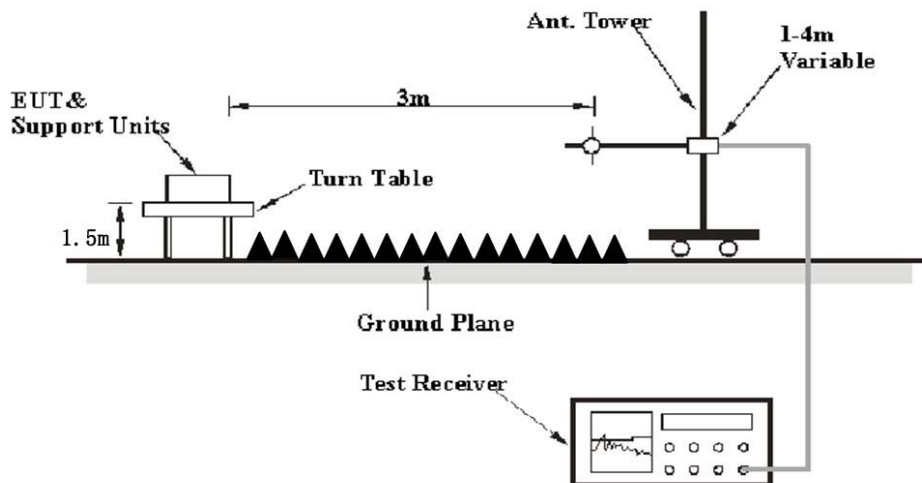 Ant. Tower
1-4m
Variable
EUT&
Support Units
3m
Turn Table
1.5m
Ground Plane
Test Receiver